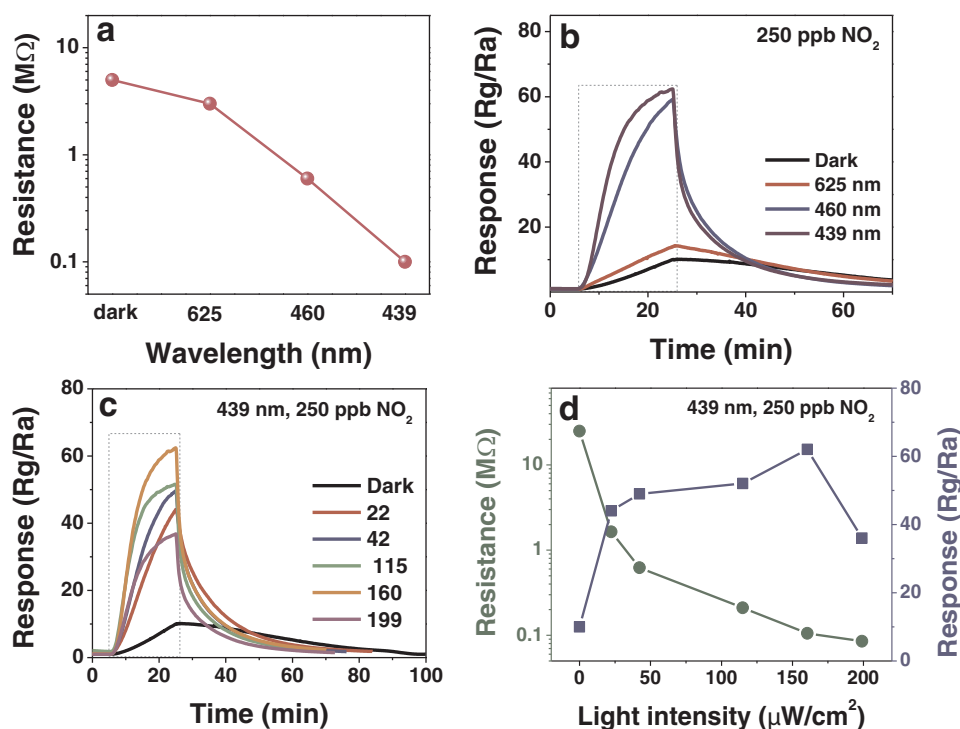 a
Resistance (MΩ)
10
1
0.1
dark 625 460 439
Wavelength (nm)
b
250 ppb NO₂
Response (Rg/Ra)
80
60
40
20
Dark
625 nm
460 nm
439 nm
0 20 40 60
Time (min)
c
439 nm, 250 ppb NO₂
Response (Rg/Ra)
80
60
40
20
0
Dark
22
42
115
160
199
0 20 40 60 80 100
Time (min)
d
439 nm, 250 ppb NO₂
Resistance (MΩ)
10
1
0.1
Response (Rg/Ra)
80
60
40
20
0
0 50 100 150 200
Light intensity (μW/cm²)